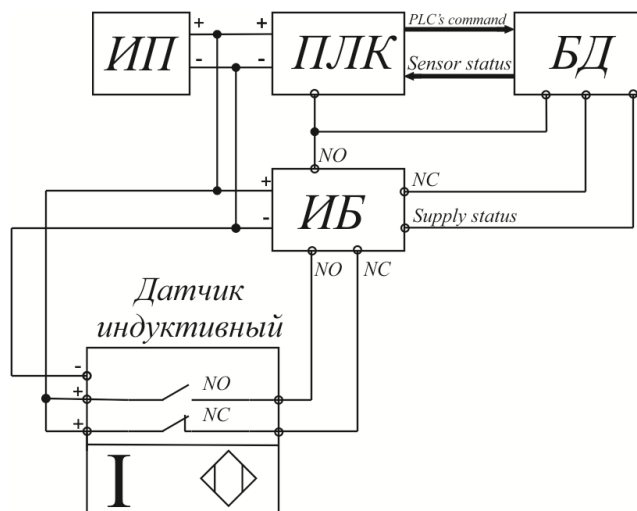 + + PLC's command
ИП ПЛК БД
- - Sensor status
NO
+ NC
ИБ
- Supply status
NO NC
Датчик
индуктивный
-
+ NO
+ NC
I